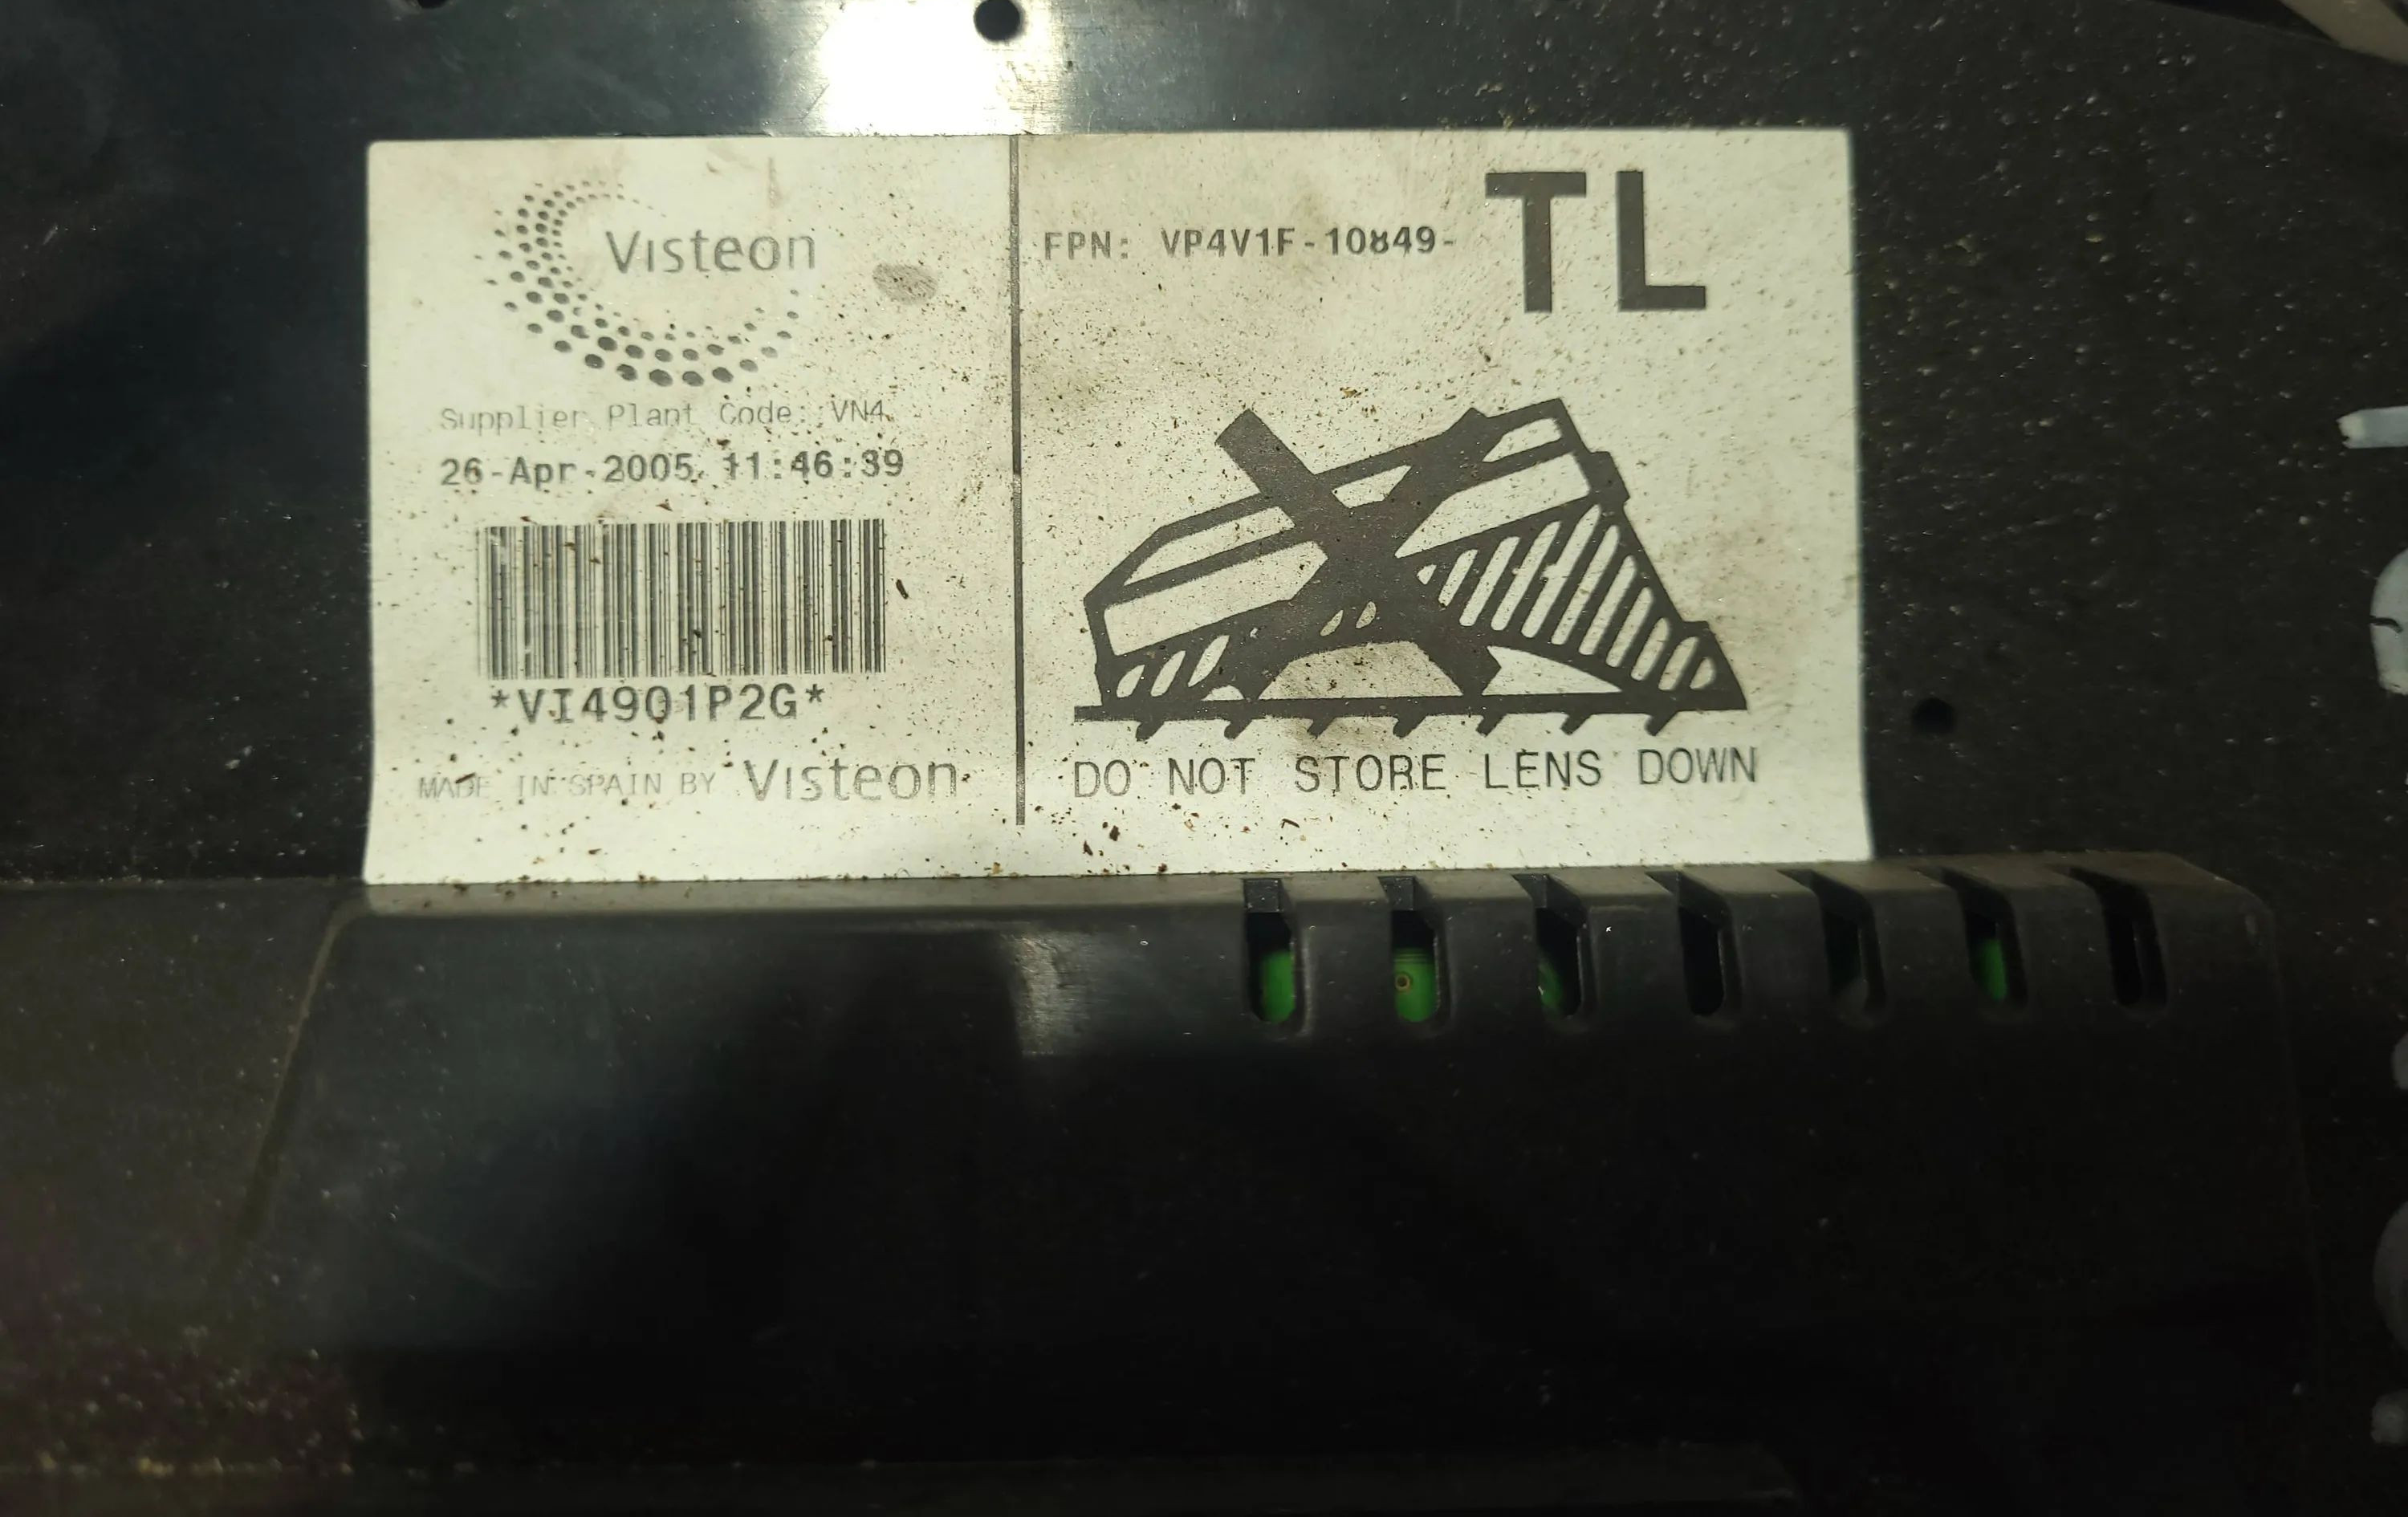 Visteon
Supplier Plant Code: VN4
26-Apr-2005 11:46:39
*VI4901P2G*
MADE IN SPAIN BY Visteon
FPN: VP4V1F-10849- TL
DO NOT STORE LENS DOWN